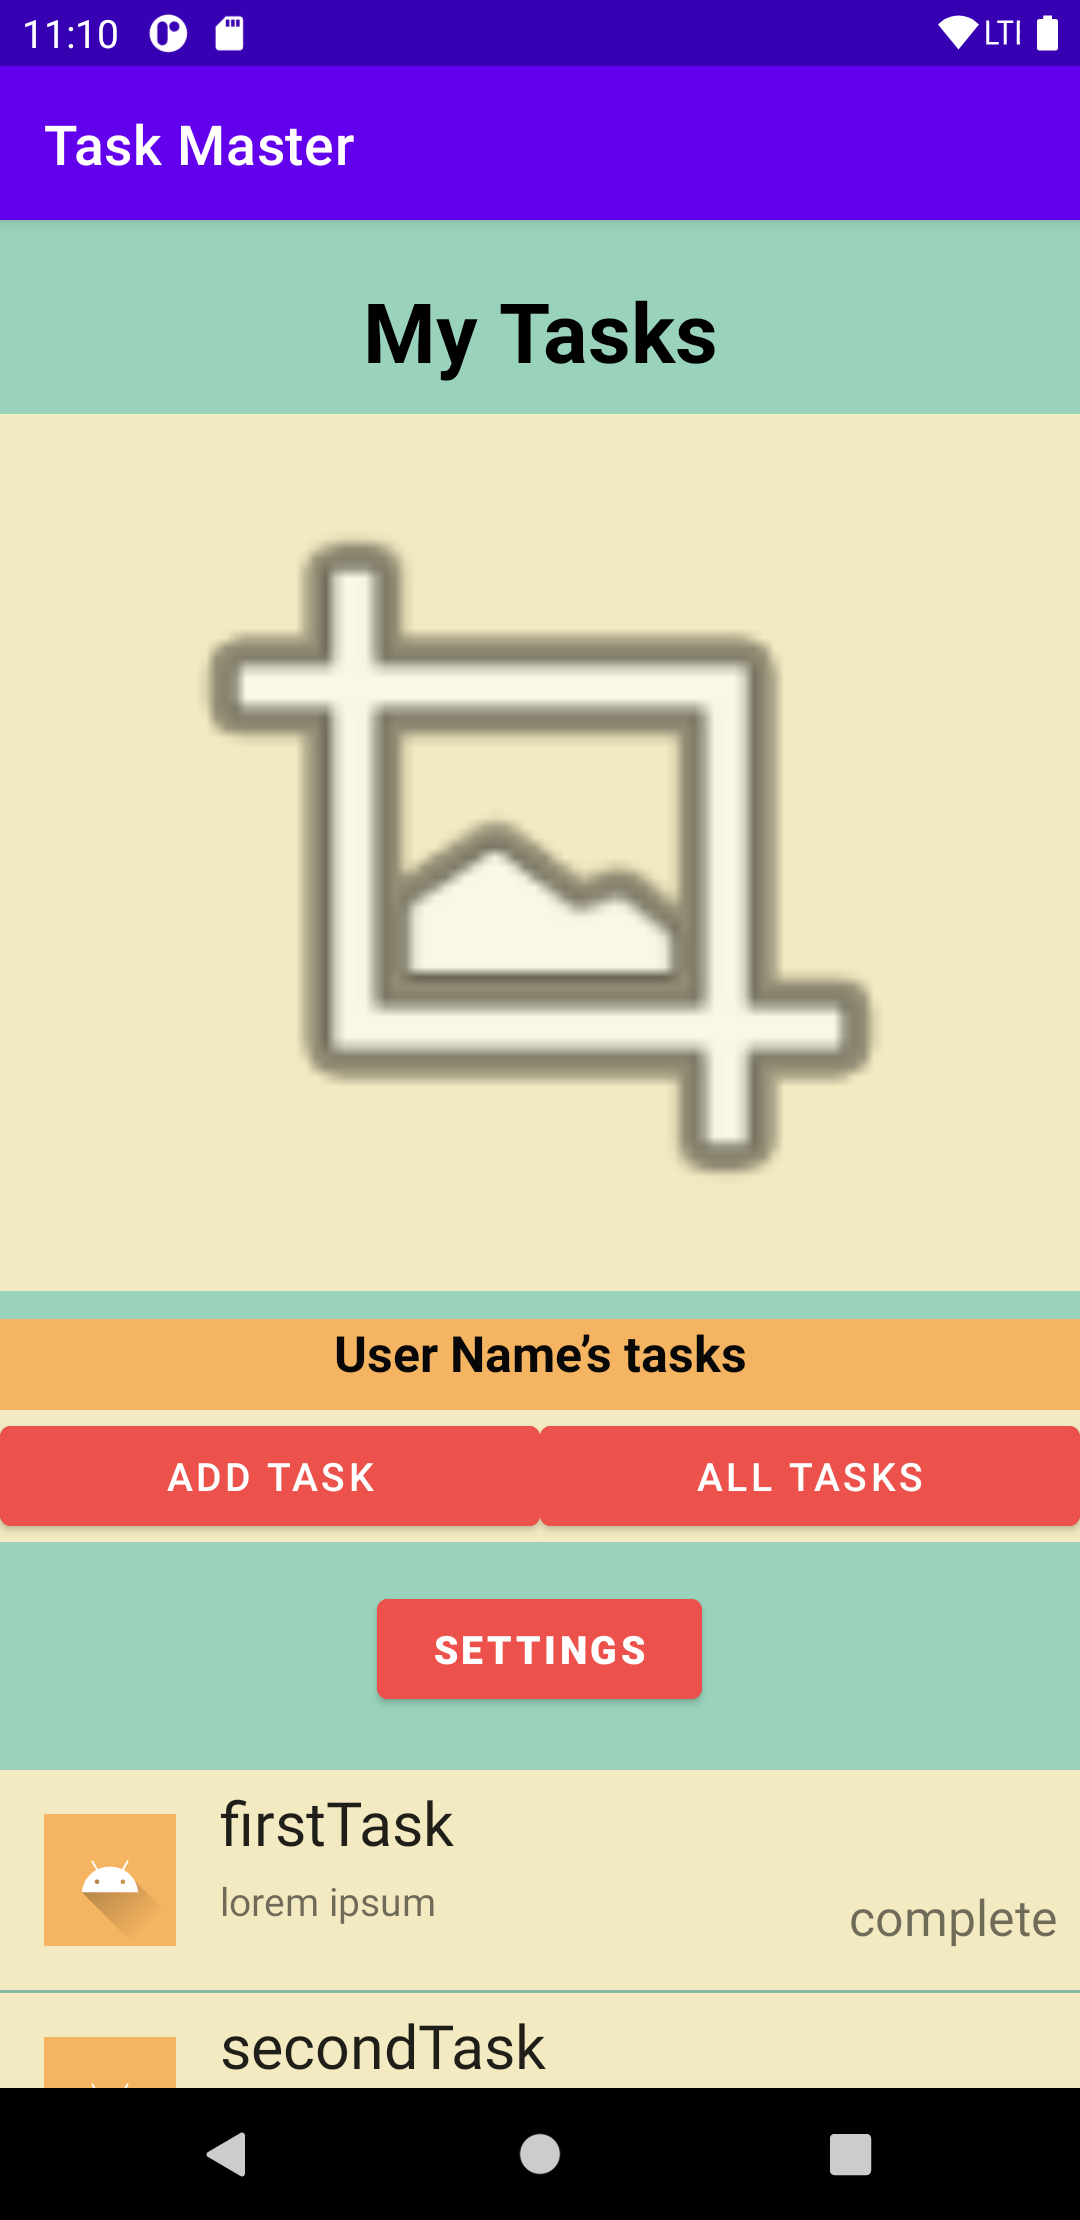 11:10 LTE
Task Master
My Tasks
User Name’s tasks
ADD TASK ALL TASKS
SETTINGS
firstTask
lorem ipsum
complete
secondTask